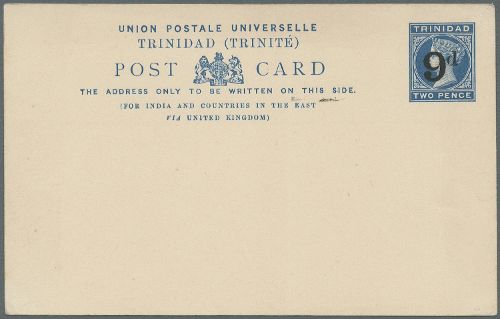 UNION POSTALE UNIVERSELLE
TRINIDAD (TRINITÉ)
POST CARD
THE ADDRESS ONLY TO BE WRITTEN ON THIS SIDE.
(FOR INDIA AND COUNTRIES IN THE EAST
VIA UNITED KINGDOM)
TRINIDAD
9d
TWO PENCE